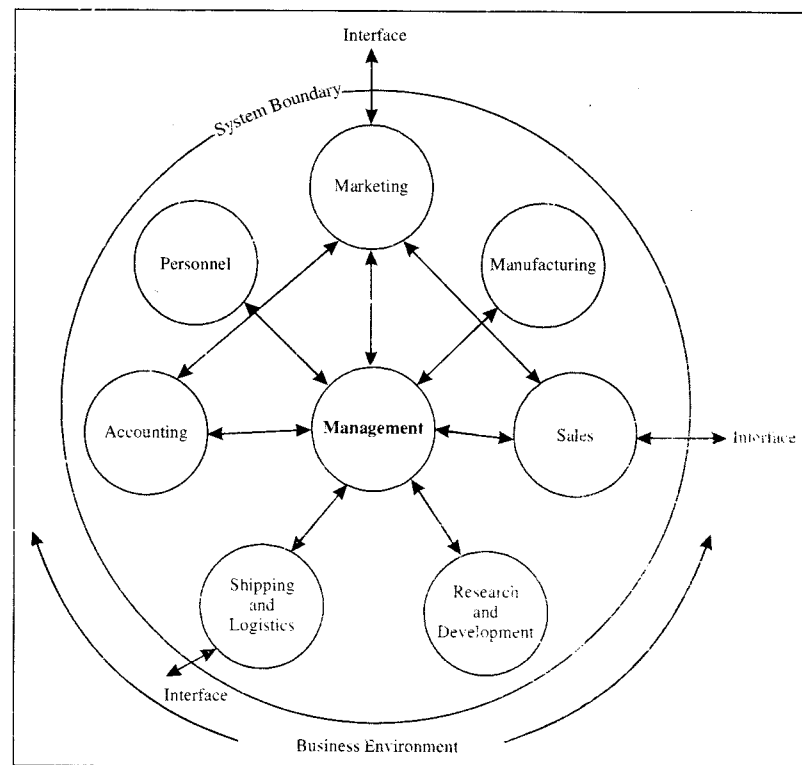 Interface
System Boundary
Marketing
Personnel
Manufacturing
Accounting
Management
Sales
Interface
Shipping
and
Logistics
Research
and
Development
Interface
Business Environment